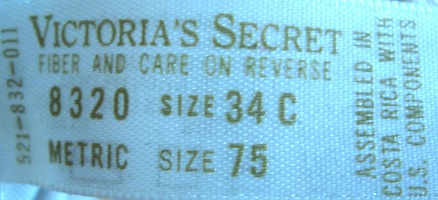 521-832-011
VICTORIA'S SECRET
FIBER AND CARE ON REVERSE
8320 SIZE 34 C
METRIC SIZE 75
ASSEMBLED IN
COSTA RICA WITH
U.S. COMPONENTS